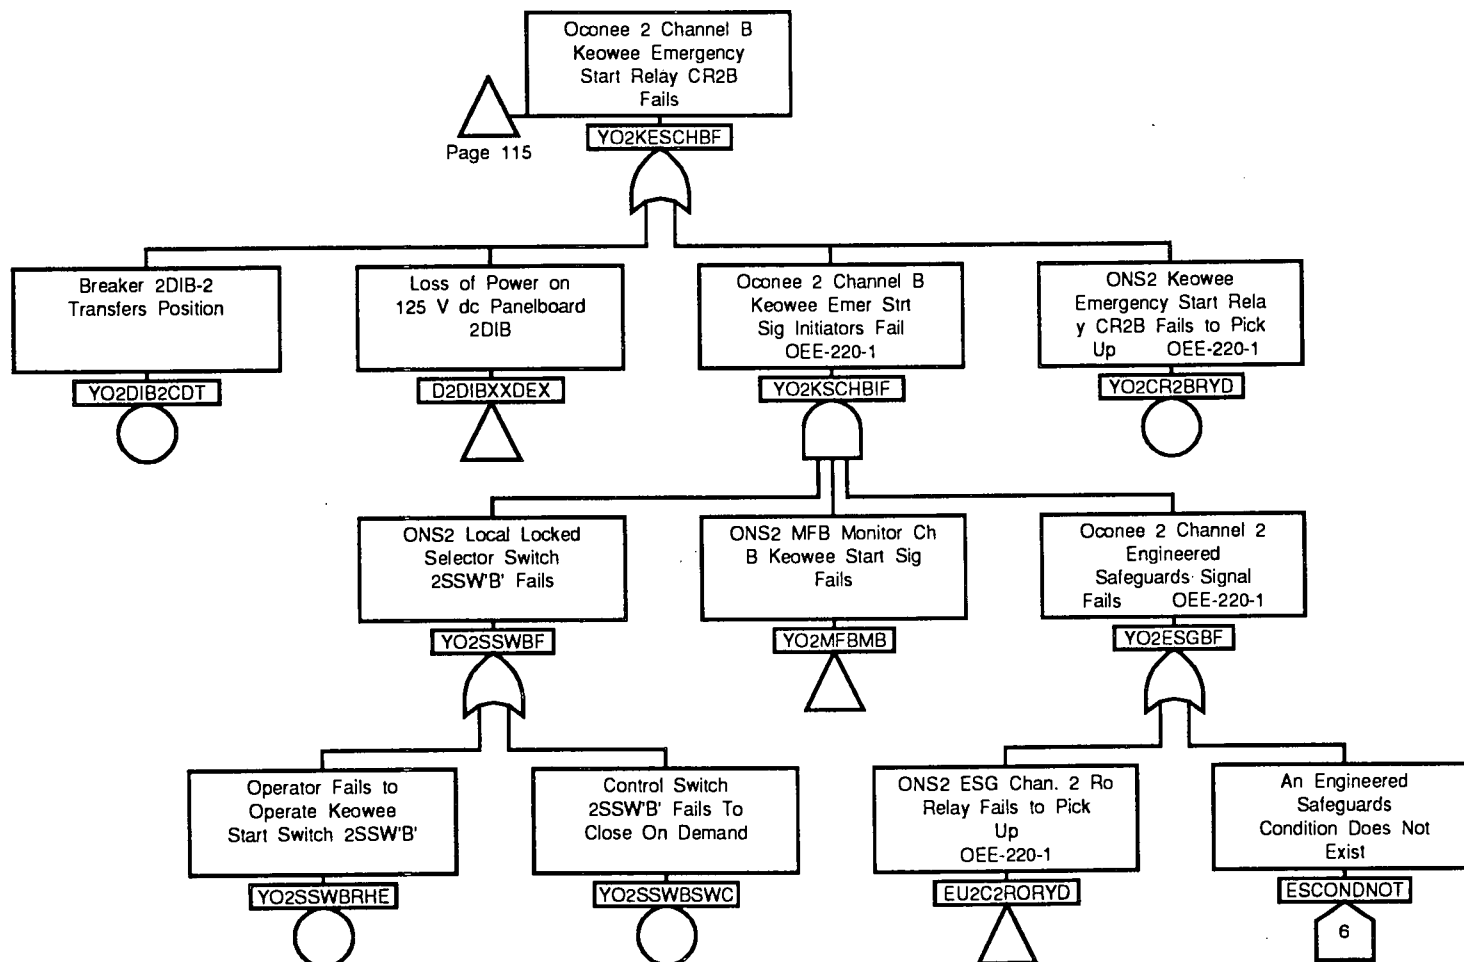 Oconee 2 Channel B
Keowee Emergency
Start Relay CR2B
Fails
Page 115
YO2KESCHBF
Breaker 2DIB-2
Transfers Position
YO2DIB2CDT
Loss of Power on
125 V dc Panelboard
2DIB
D2DIBXXDEX
Oconee 2 Channel B
Keowee Emer Strt
Sig Initiators Fail
OEE-220-1
YO2KSCHBIF
ONS2 Keowee
Emergency Start Rela
y CR2B Fails to Pick
Up OEE-220-1
YO2CR2BRYD
ONS2 Local Locked
Selector Switch
2SSW'B' Fails
YO2SSWBF
ONS2 MFB Monitor Ch
B Keowee Start Sig
Fails
YO2MFBMB
Oconee 2 Channel 2
Engineered
Safeguards Signal
Fails OEE-220-1
YO2ESGBF
Operator Fails to
Operate Keowee
Start Switch 2SSW'B'
YO2SSWBRHE
Control Switch
2SSW'B' Fails To
Close On Demand
YO2SSWBSWC
ONS2 ESG Chan. 2 Ro
Relay Fails to Pick
Up
OEE-220-1
EU2C2RORYD
An Engineered
Safeguards
Condition Does Not
Exist
ESCONDNOT
6